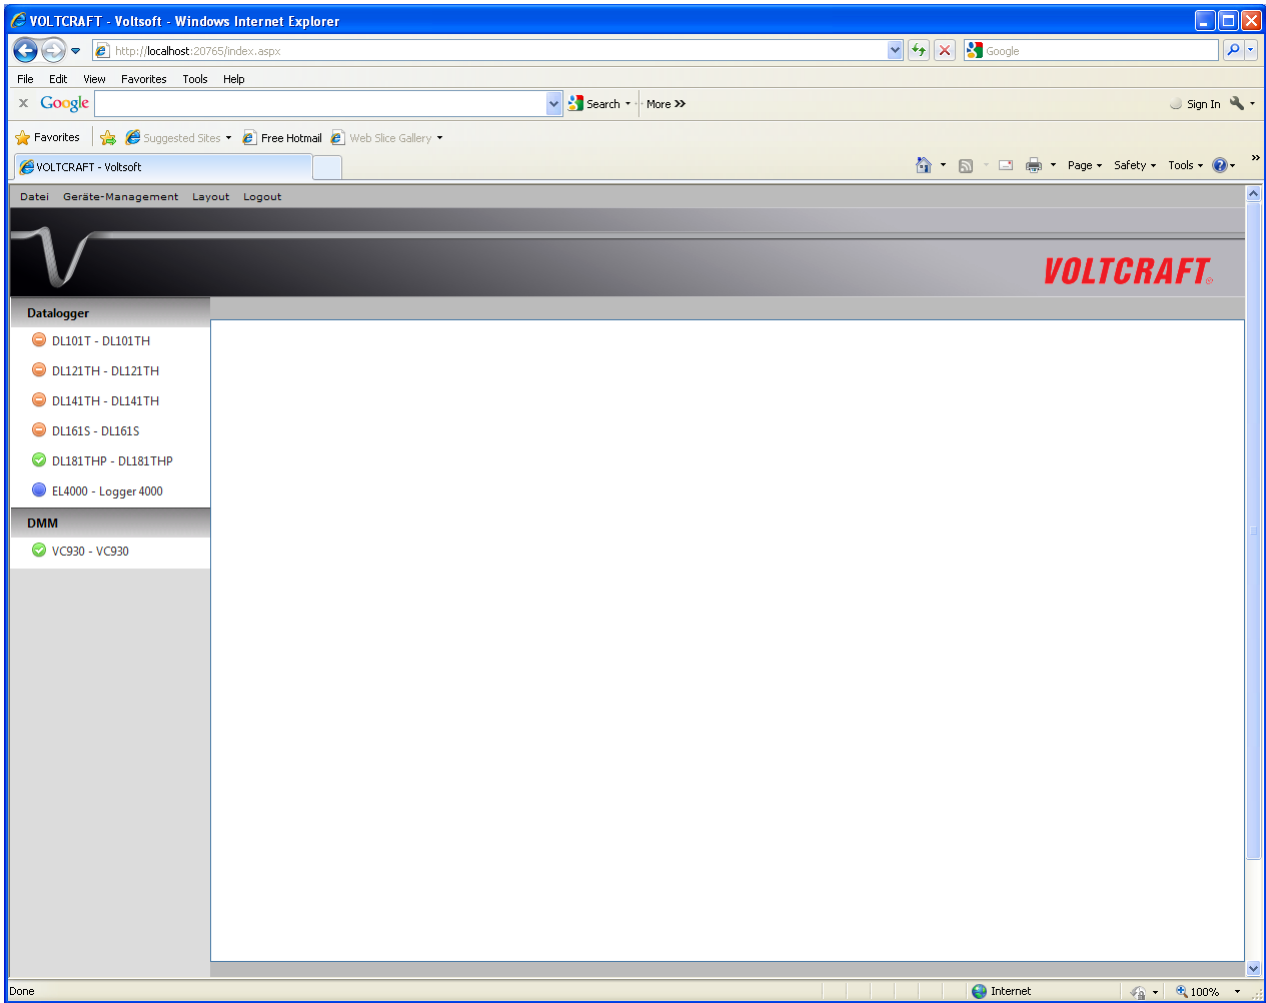 VOLTCRAFT - Voltsoft - Windows Internet Explorer
http://localhost:20765/index.aspx
Google
File Edit View Favorites Tools Help
x Google Search More »
Sign In
Favorites Suggested Sites Free Hotmail Web Slice Gallery
VOLTCRAFT - Voltsoft
Page Safety Tools »
Datei Geräte-Management Layout Logout
VOLTCRAFT®
Datalogger
DL101T - DL101TH
DL121TH - DL121TH
DL141TH - DL141TH
DL161S - DL161S
DL181THP - DL181THP
EL4000 - Logger 4000
DMM
VC930 - VC930
Done Internet 100%